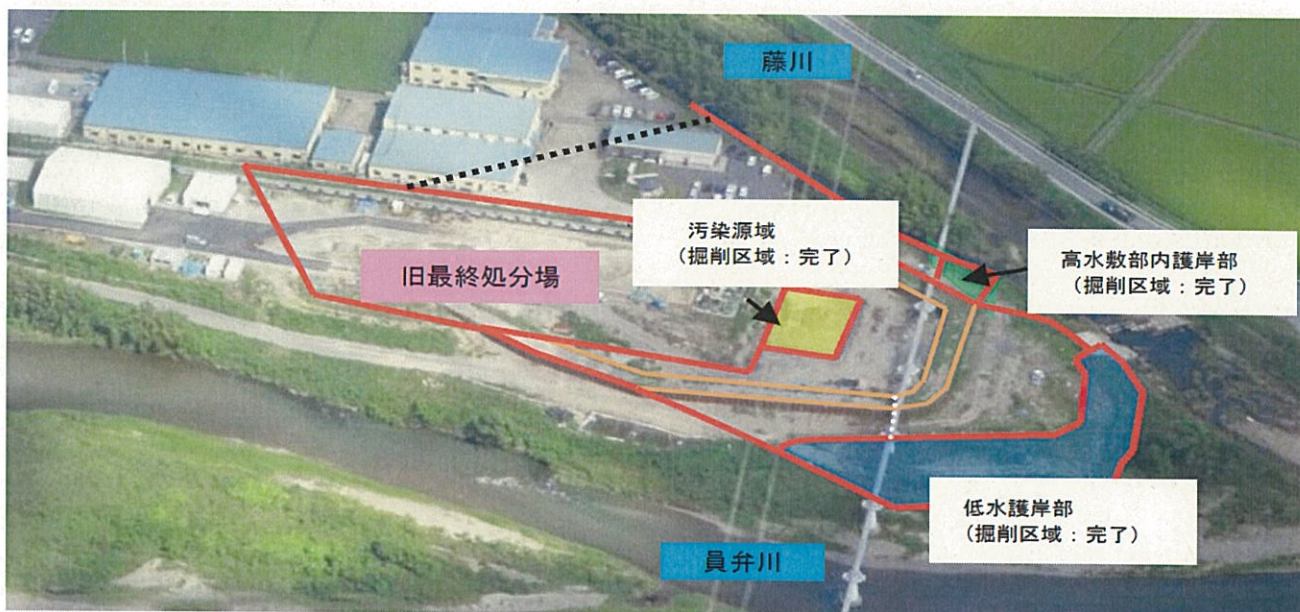 藤川
汚染源域
(掘削区域：完了)
高水敷部内護岸部
(掘削区域：完了)
旧最終処分場
低水護岸部
(掘削区域：完了)
員弁川